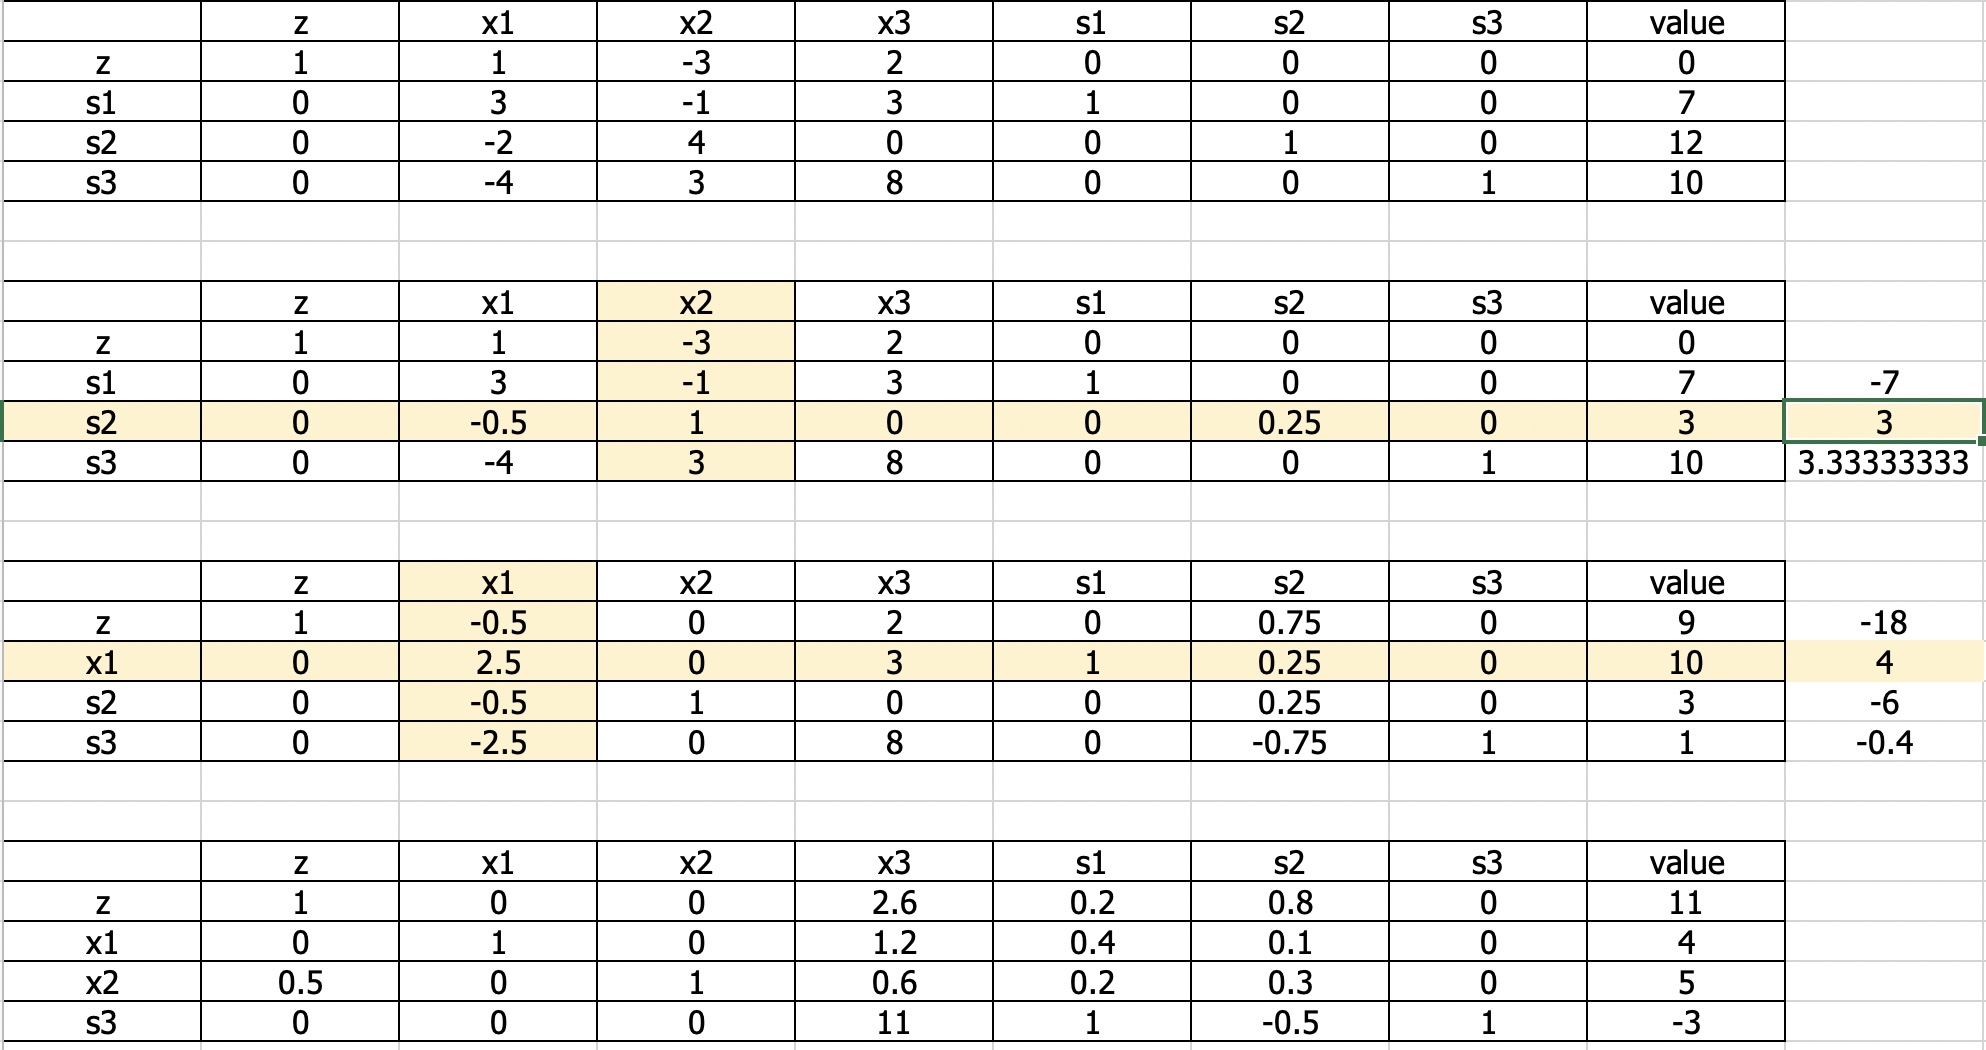 z x1 x2 x3 s1 s2 s3 value
z 1 1 -3 2 0 0 0 0
s1 0 3 -1 3 1 0 0 7
s2 0 -2 4 0 0 1 0 12
s3 0 -4 3 8 0 0 1 10
z x1 x2 x3 s1 s2 s3 value
z 1 1 -3 2 0 0 0 0
s1 0 3 -1 3 1 0 0 7 -7
s2 0 -0.5 1 0 0 0.25 0 3 3
s3 0 -4 3 8 0 0 1 10 3.33333333
z x1 x2 x3 s1 s2 s3 value
z 1 -0.5 0 2 0 0.75 0 9 -18
x1 0 2.5 0 3 1 0.25 0 10 4
s2 0 -0.5 1 0 0 0.25 0 3 -6
s3 0 -2.5 0 8 0 -0.75 1 1 -0.4
z x1 x2 x3 s1 s2 s3 value
z 1 0 0 2.6 0.2 0.8 0 11
x1 0 1 0 1.2 0.4 0.1 0 4
x2 0.5 0 1 0.6 0.2 0.3 0 5
s3 0 0 0 11 1 -0.5 1 -3